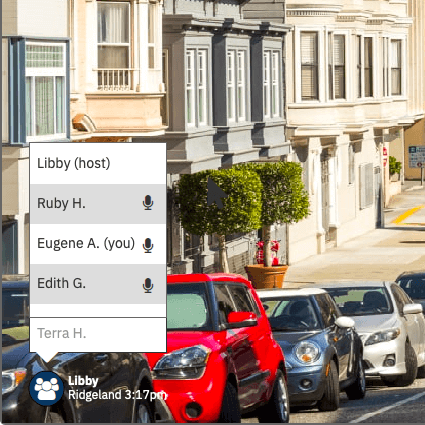 Libby (host)
Ruby H.
Eugene A. (you)
Edith G.
Terra H.
Libby
Ridgeland 3:17pm